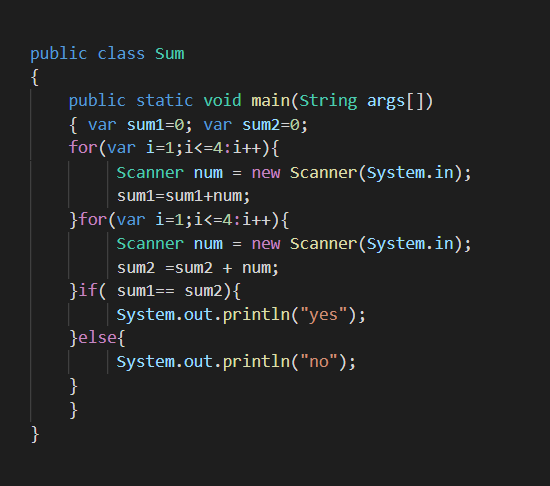 public class Sum
{
public static void main(String args[])
{ var sum1=0; var sum2=0;
for(var i=1;i<=4:i++){
Scanner num = new Scanner(System.in);
sum1=sum1+num;
}for(var i=1;i<=4:i++){
Scanner num = new Scanner(System.in);
sum2 =sum2 + num;
}if( sum1== sum2){
System.out.println("yes");
}else{
System.out.println("no");
}
}
}